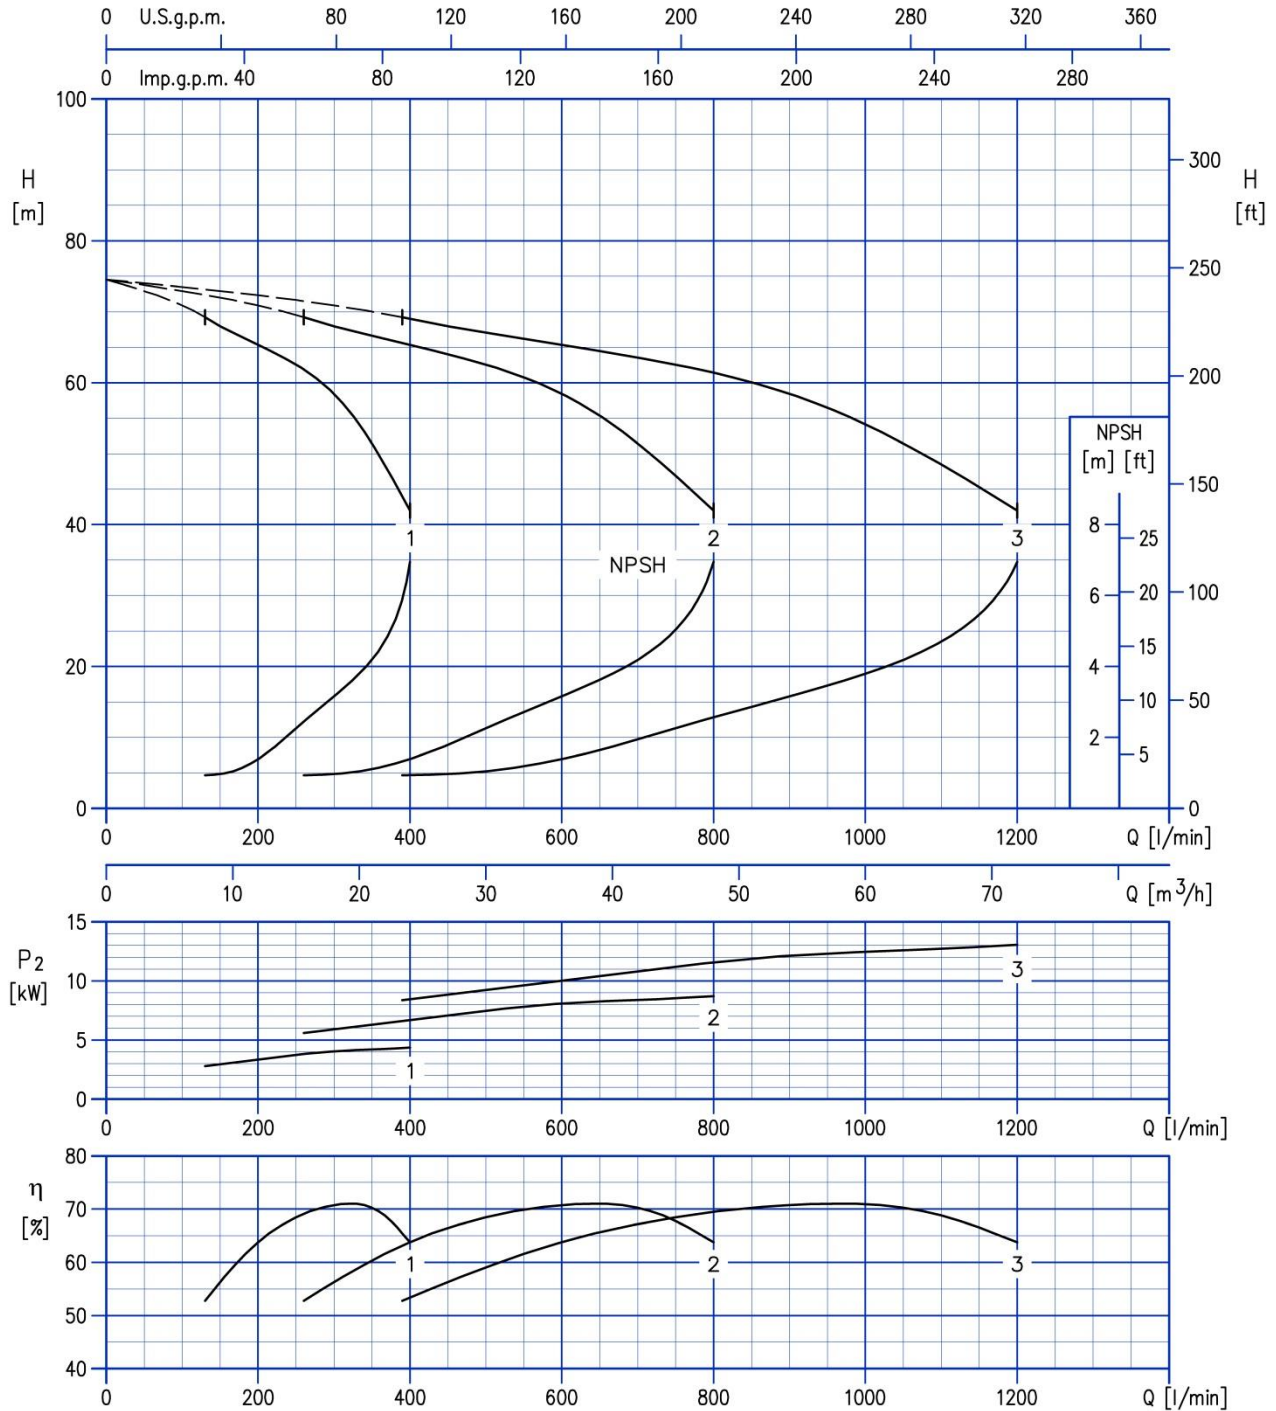 0 U.S.g.p.m. 80 120 160 200 240 280 320 360
0 Imp.g.p.m. 40 80 120 160 200 240 280
100
H
[m]
80
60
40
20
0
300
H
[ft]
250
200
150
100
50
0
NPSH
[m] [ft]
8
25
6
20
15
4
10
2
5
1
2
3
NPSH
0 200 400 600 800 1000 1200 Q [l/min]
0 10 20 30 40 50 60 70 Q [m³/h]
15
P2
[kW]
10
5
0
3
2
1
0 200 400 600 800 1000 1200 Q [l/min]
80
η
[%]
70
60
50
40
1
2
3
0 200 400 600 800 1000 1200 Q [l/min]